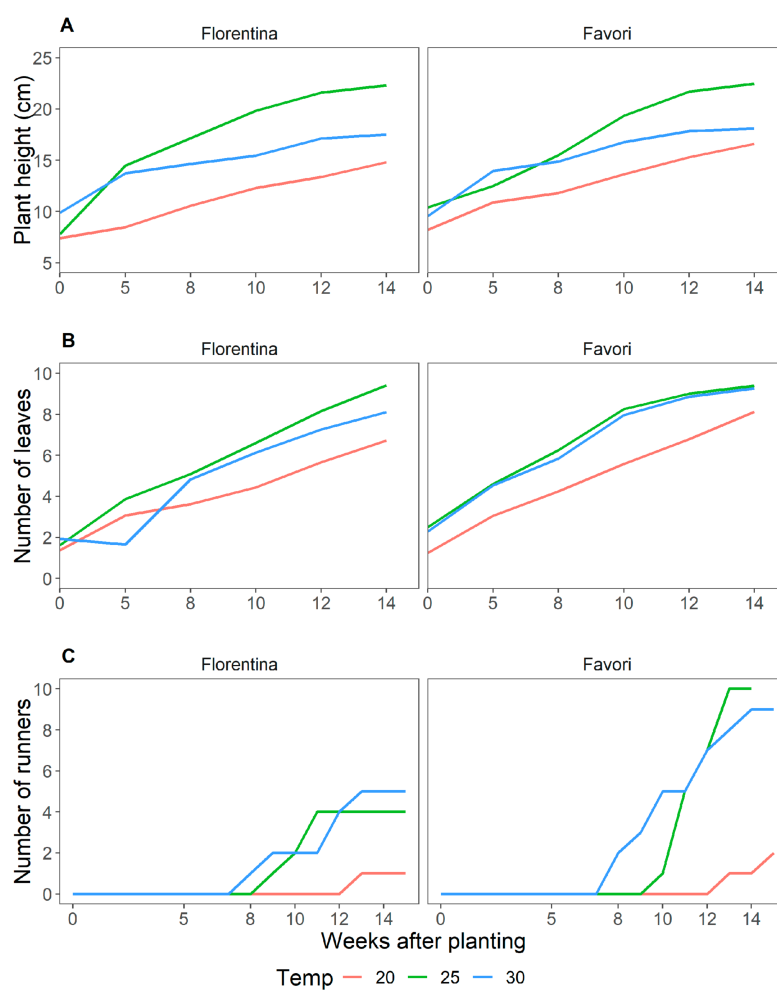 A
Florentina Favori
Plant height (cm)
25
20
15
10
5
0 5 8 10 12 14 0 5 8 10 12 14
B
Florentina Favori
Number of leaves
10
8
6
4
2
0
0 5 8 10 12 14 0 5 8 10 12 14
C
Florentina Favori
Number of runners
10
8
6
4
2
0
0 5 8 10 12 14 0 5 8 10 12 14
Weeks after planting
Temp 20 25 30